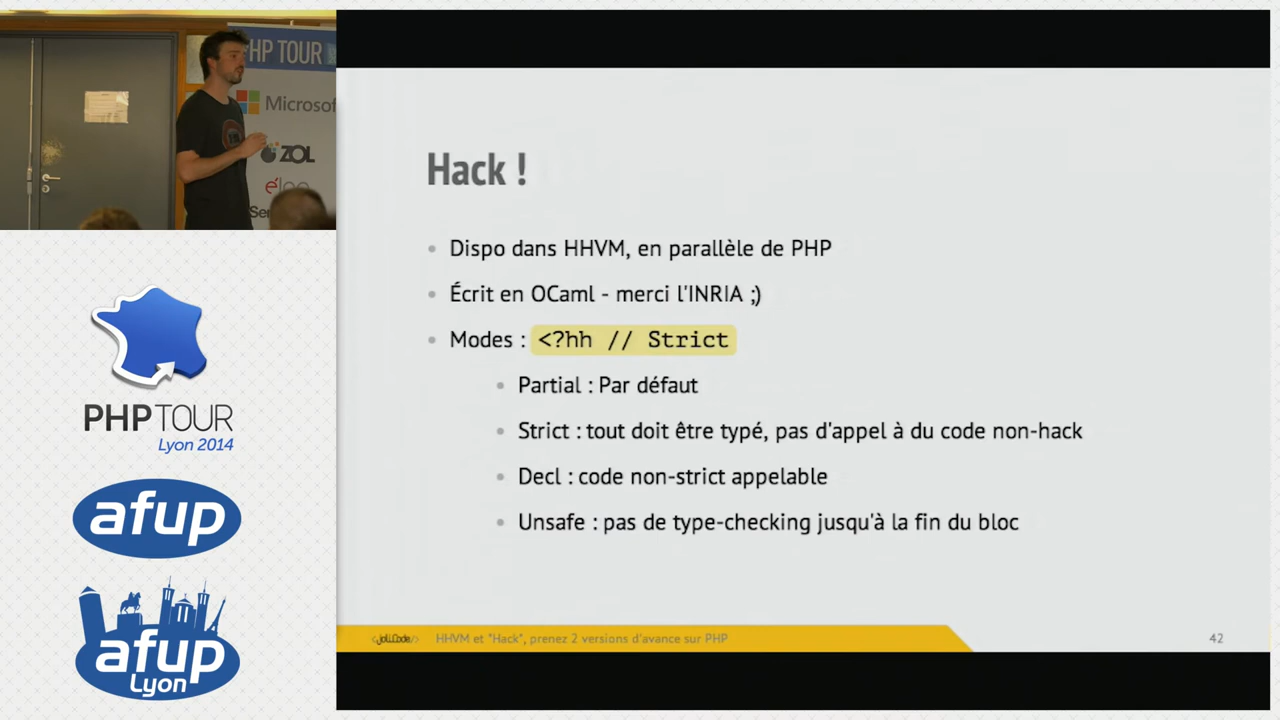 HP TOUR
Microsof
ZOL
Hack !
Dispo dans HHVM, en parallèle de PHP
Écrit en OCaml - merci l'INRIA ;)
Modes : <?hh // Strict
Partial : Par défaut
Strict : tout doit être typé, pas d'appel à du code non-hack
Decl : code non-strict appelable
Unsafe : pas de type-checking jusqu'à la fin du bloc
JoliCode
HHVM et "Hack", prenez 2 versions d'avance sur PHP
42
PHP TOUR
Lyon 2014
afup
afup
Lyon